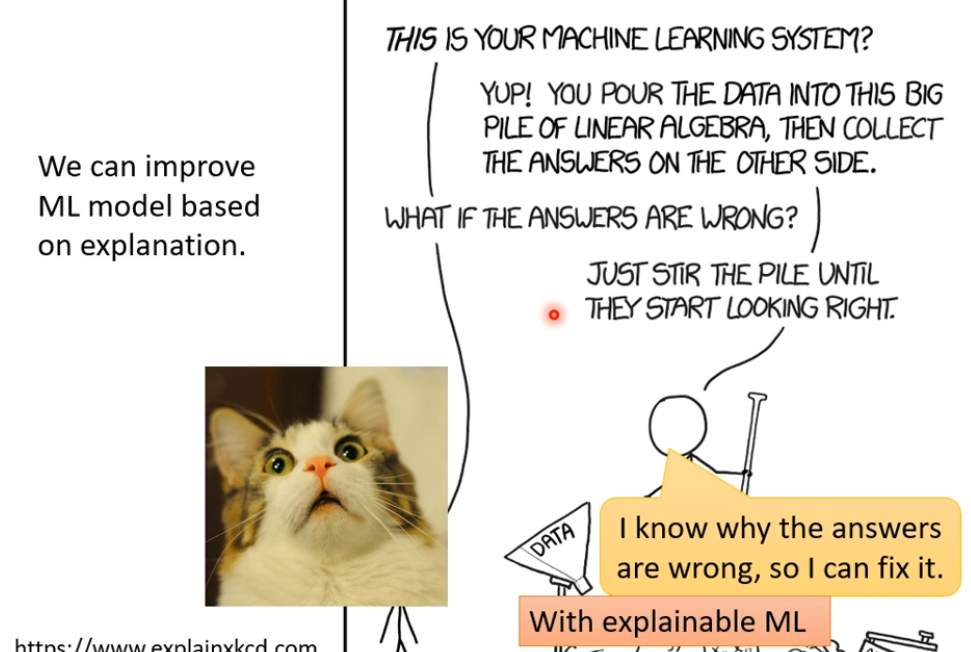 THIS IS YOUR MACHINE LEARNING SYSTEM?
YUP! YOU POUR THE DATA INTO THIS BIG
PILE OF LINEAR ALGEBRA, THEN COLLECT
THE ANSWERS ON THE OTHER SIDE.
WHAT IF THE ANSWERS ARE WRONG?
JUST STIR THE PILE UNTIL
THEY START LOOKING RIGHT.
We can improve
ML model based
on explanation.
DATA
I know why the answers
are wrong, so I can fix it.
With explainable ML
https://www.explainxkcd.com